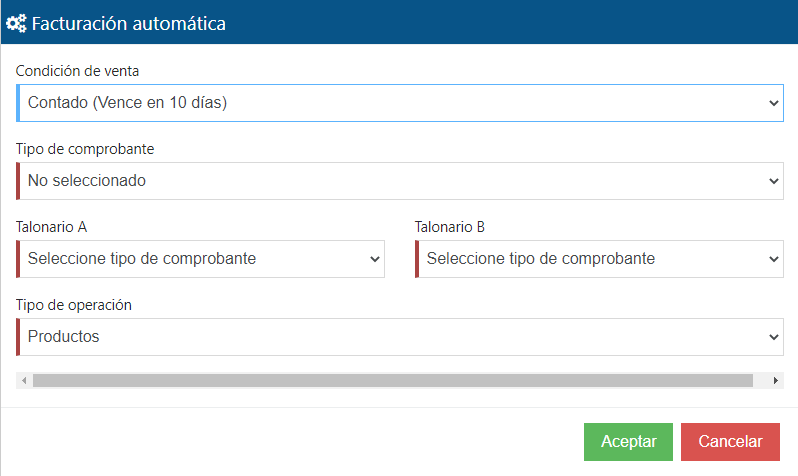 Facturación automática
Condición de venta
Contado (Vence en 10 días)
Tipo de comprobante
No seleccionado
Talonario A
Talonario B
Seleccione tipo de comprobante
Seleccione tipo de comprobante
Tipo de operación
Productos
Aceptar
Cancelar